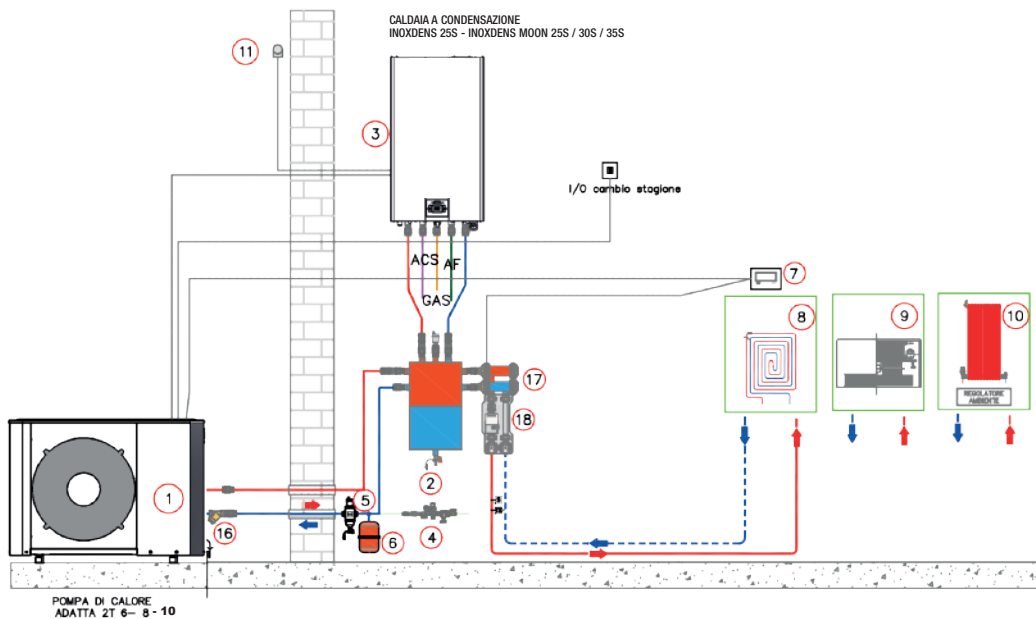 CALDAIA A CONDENSAZIONE
INOXDENS 25S - INOXDENS MOON 25S / 30S / 35S
11
3
I/O cambio stagione
ACS
AF
GAS
7
8
9
10
REGOLATORE
AMBIENTE
17
18
2
1
5
16
6
4
POMPA DI CALORE
ADATTA 2T 6- 8 - 10